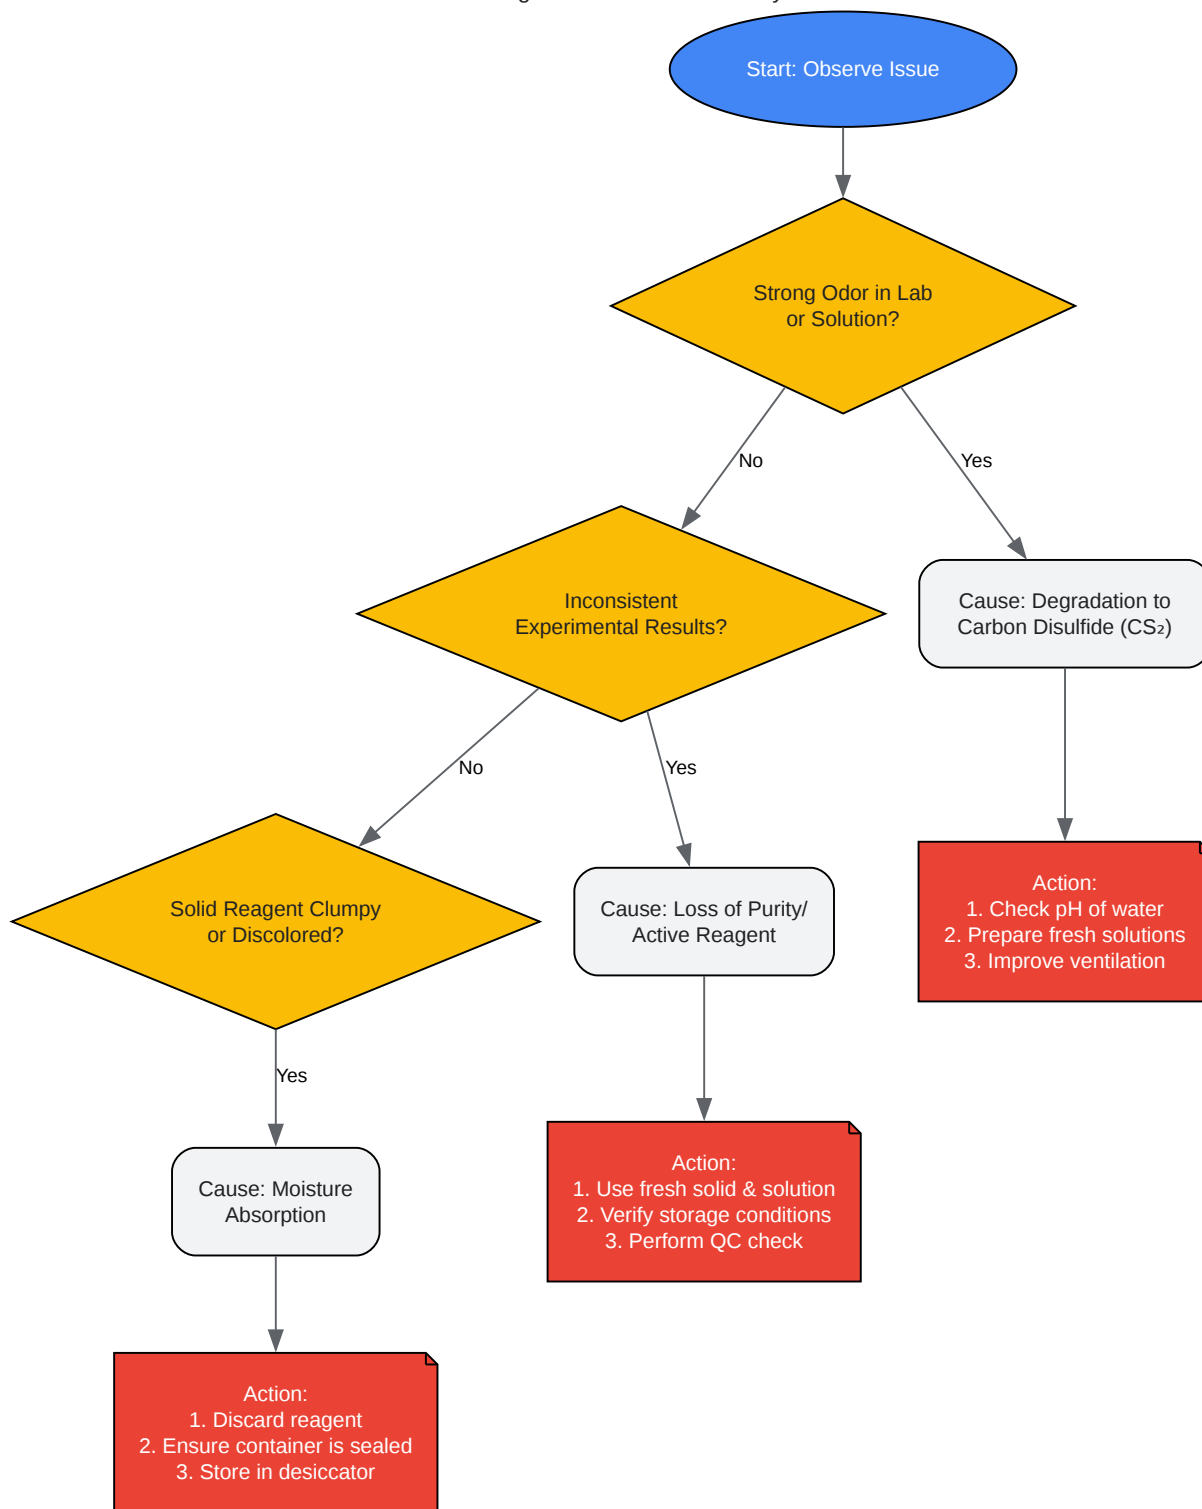 Start: Observe Issue
Strong Odor in Lab
or Solution?
No
Yes
Inconsistent
Experimental Results?
Cause: Degradation to
Carbon Disulfide (CS₂)
No
Yes
Solid Reagent Clumpy
or Discolored?
Cause: Loss of Purity/
Active Reagent
Action:
1. Check pH of water
2. Prepare fresh solutions
3. Improve ventilation
Yes
Cause: Moisture
Absorption
Action:
1. Use fresh solid & solution
2. Verify storage conditions
3. Perform QC check
Action:
1. Discard reagent
2. Ensure container is sealed
3. Store in desiccator